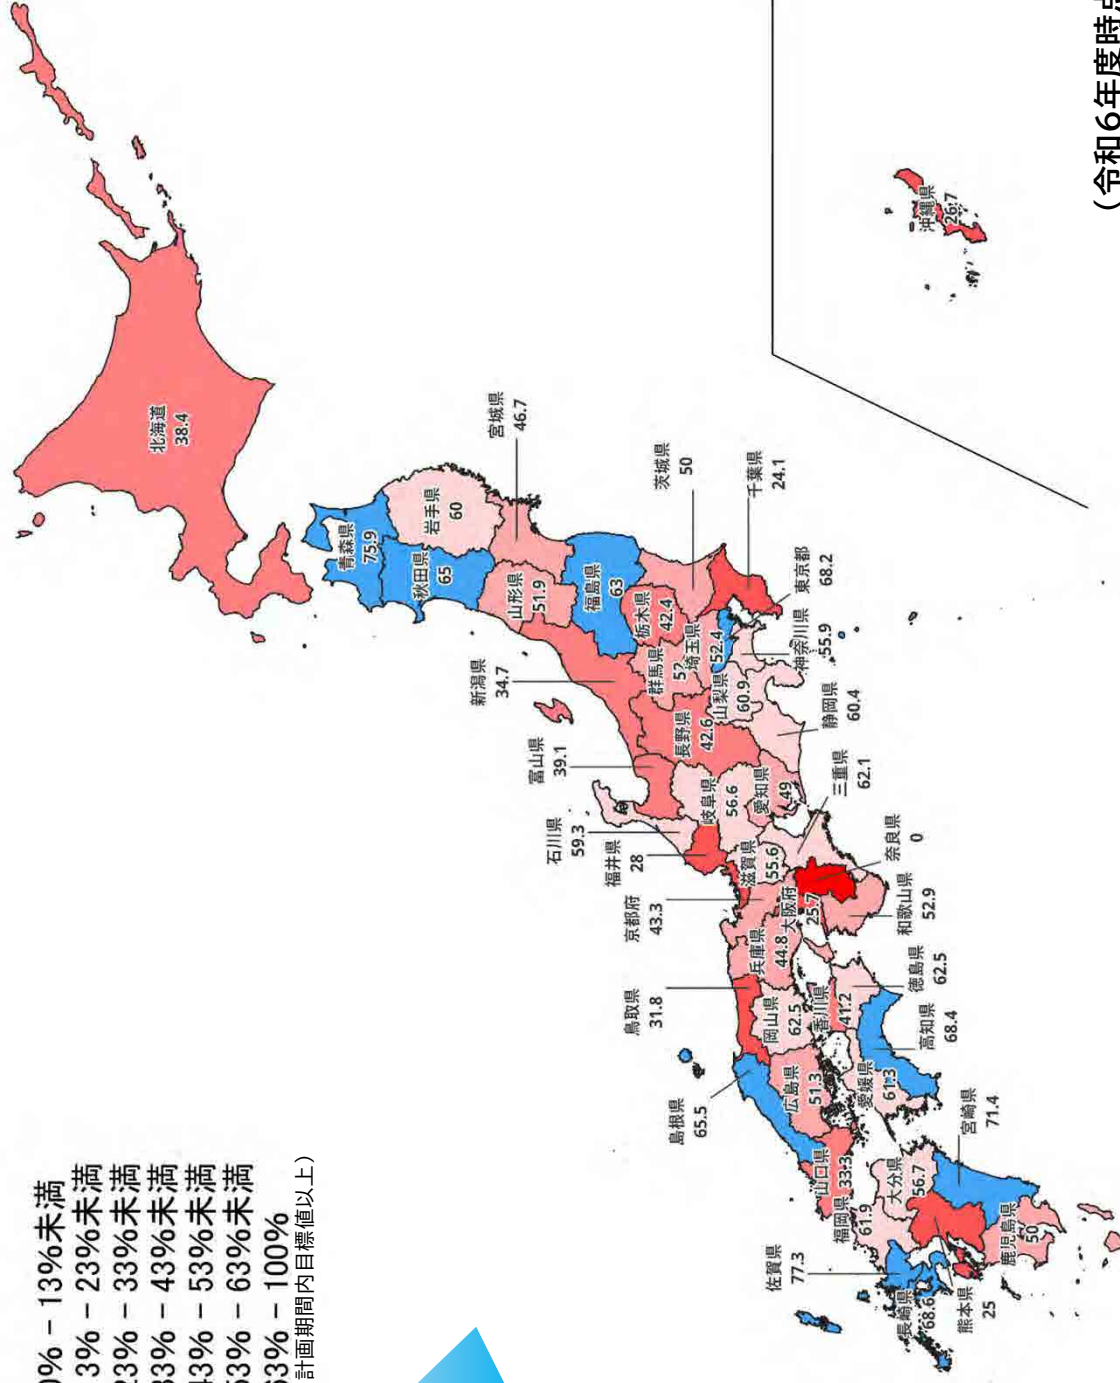 0% – 13%未満
3% – 23%未満
23% – 33%未満
33% – 43%未満
43% – 53%未満
53% – 63%未満
63% – 100%
計画期間内目標値以上）
北海道
38.4
青森県
75.9
秋田県
65
岩手県
60
宮城県
46.7
山形県
51.9
福島県
63
新潟県
34.7
富山県
39.1
石川県
59.3
福井県
28
京都府
43.3
鳥取県
31.8
島根県
65.5
栃木県
42.4
群馬県
52
埼玉県
52.4
茨城県
50
千葉県
24.1
東京都
68.2
神奈川県
55.9
山梨県
60.9
長野県
42.6
静岡県
60.4
岐阜県
56.6
愛知県
49
三重県
62.1
滋賀県
55.6
奈良県
0
大阪府
25.7
和歌山県
52.9
兵庫県
44.8
岡山県
62.5
広島県
51.3
山口県
33.3
香川県
41.2
徳島県
62.5
高知県
68.4
愛媛県
61.3
福岡県
61.9
大分県
56.7
宮崎県
71.4
佐賀県
77.3
長崎県
68.6
熊本県
25
鹿児島県
50
沖縄県
26.7
（令和6年度時点